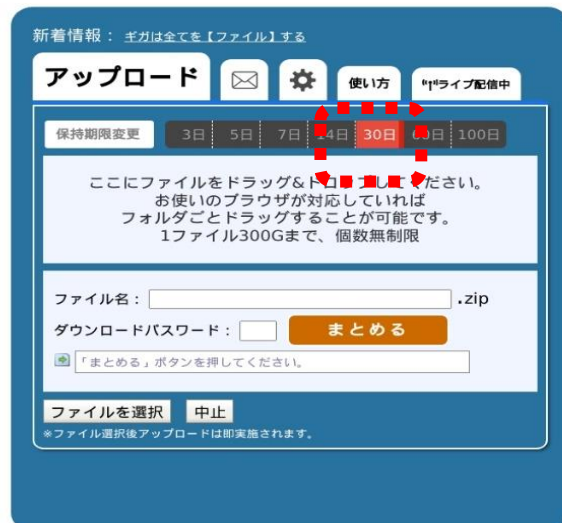 新着情報： ギガは全てを【ファイル】する
アップロード 使い方 ライブ配信中
保持期限変更 3日 5日 7日 14日 30日 60日 100日
ここにファイルをドラッグ&ドロップしてください。
お使いのブラウザが対応していれば
フォルダごとドラッグすることが可能です。
1ファイル300Gまで、個数無制限
ファイル名： .zip
ダウンロードパスワード： まとめる
「まとめる」ボタンを押してください。
ファイルを選択 中止
※ファイル選択後アップロードは即実施されます。